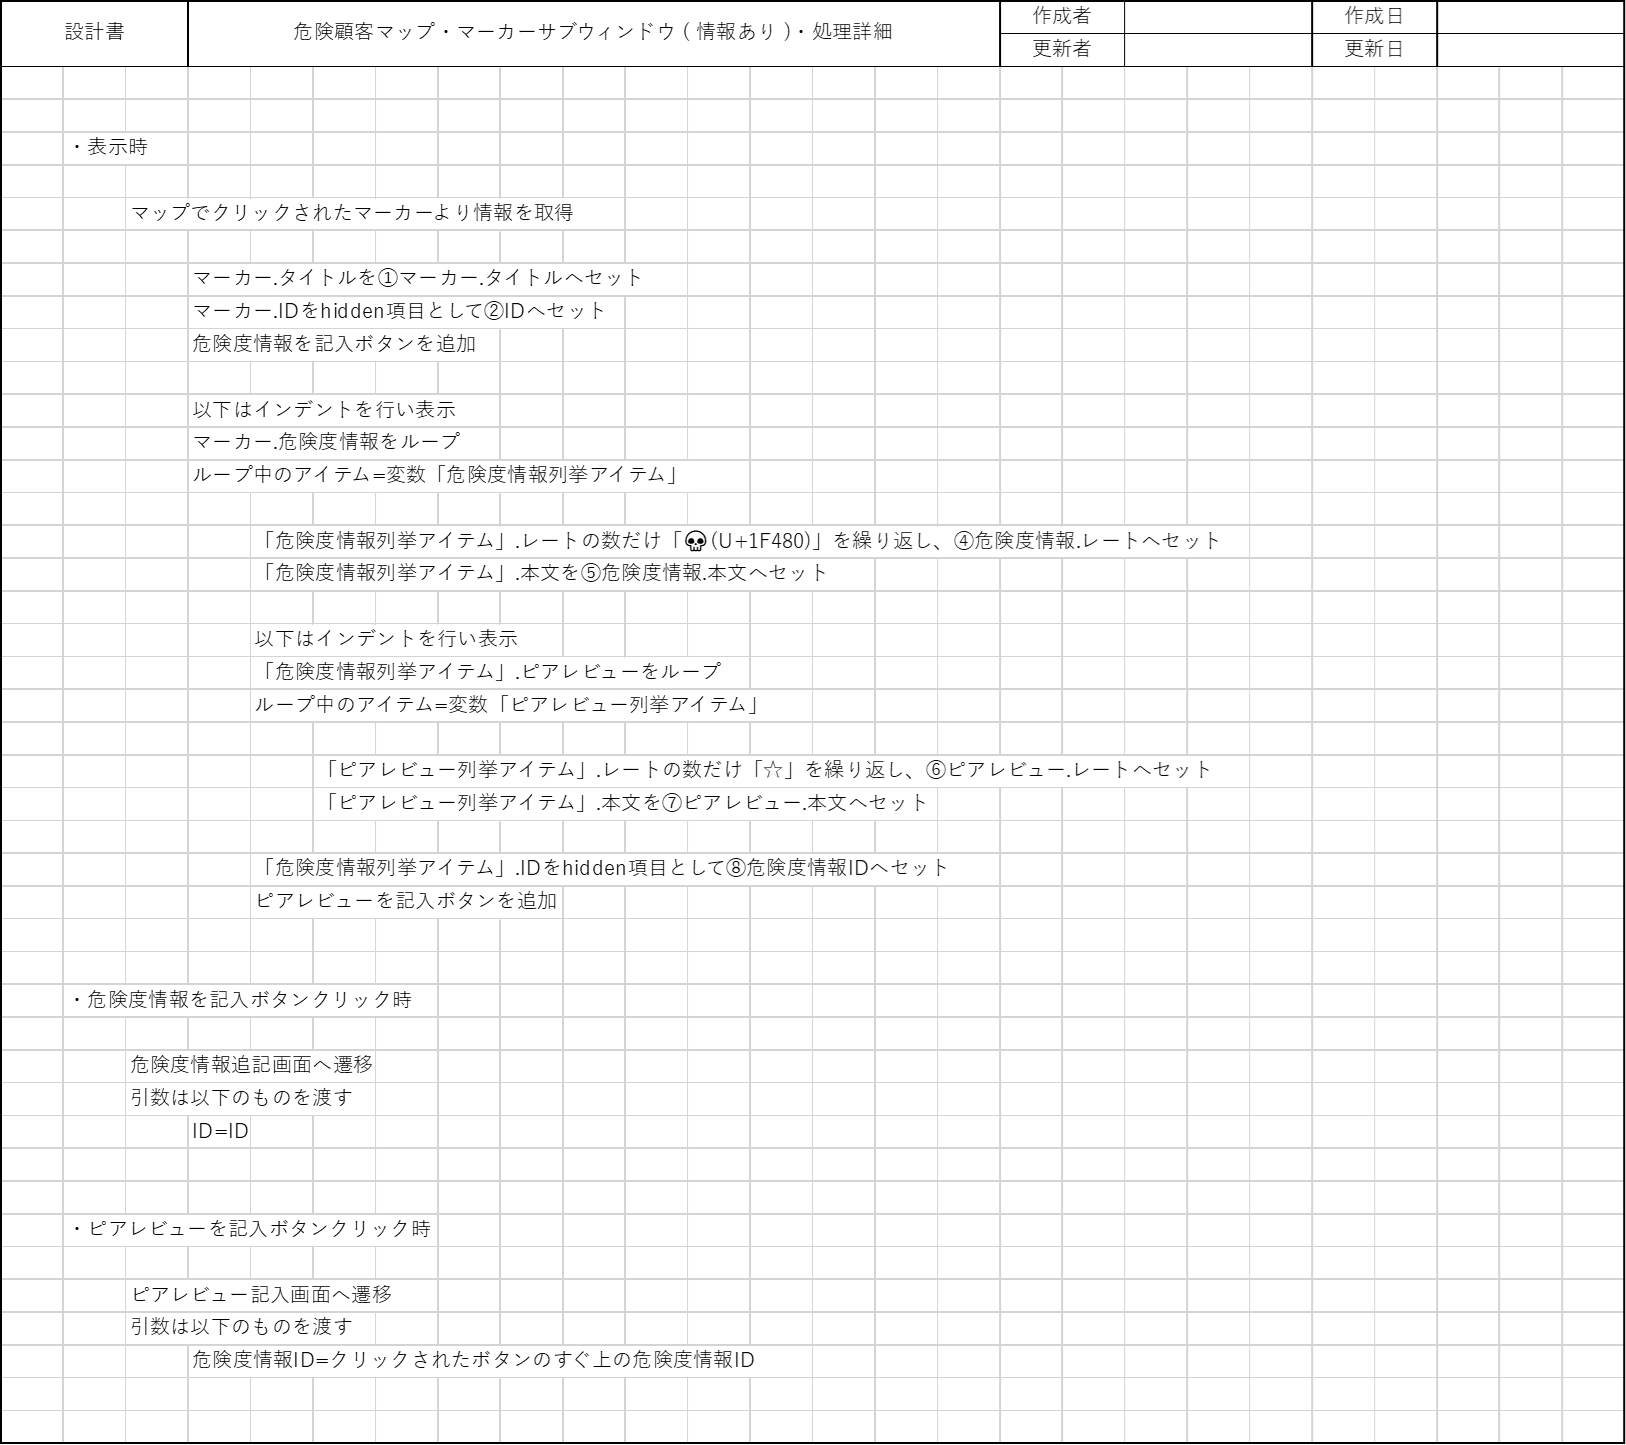 設計書
危険顧客マップ・マーカーサブウィンドウ ( 情報あり )・処理詳細
作成者
作成日
更新者
更新日
・表示時
マップでクリックされたマーカーより情報を取得
マーカー.タイトルを①マーカー.タイトルへセット
マーカー.IDをhidden項目として②IDへセット
危険度情報を記入ボタンを追加
以下はインデントを行い表示
マーカー.危険度情報をループ
ループ中のアイテム=変数「危険度情報列挙アイテム」
「危険度情報列挙アイテム」.レートの数だけ「💀(U+1F480)」を繰り返し、④危険度情報.レートへセット
「危険度情報列挙アイテム」.本文を⑤危険度情報.本文へセット
以下はインデントを行い表示
「危険度情報列挙アイテム」.ピアレビューをループ
ループ中のアイテム=変数「ピアレビュー列挙アイテム」
「ピアレビュー列挙アイテム」.レートの数だけ「☆」を繰り返し、⑥ピアレビュー.レートへセット
「ピアレビュー列挙アイテム」.本文を⑦ピアレビュー.本文へセット
「危険度情報列挙アイテム」.IDをhidden項目として⑧危険度情報IDへセット
ピアレビューを記入ボタンを追加
・危険度情報を記入ボタンクリック時
危険度情報追記画面へ遷移
引数は以下のものを渡す
ID=ID
・ピアレビューを記入ボタンクリック時
ピアレビュー記入画面へ遷移
引数は以下のものを渡す
危険度情報ID=クリックされたボタンのすぐ上の危険度情報ID